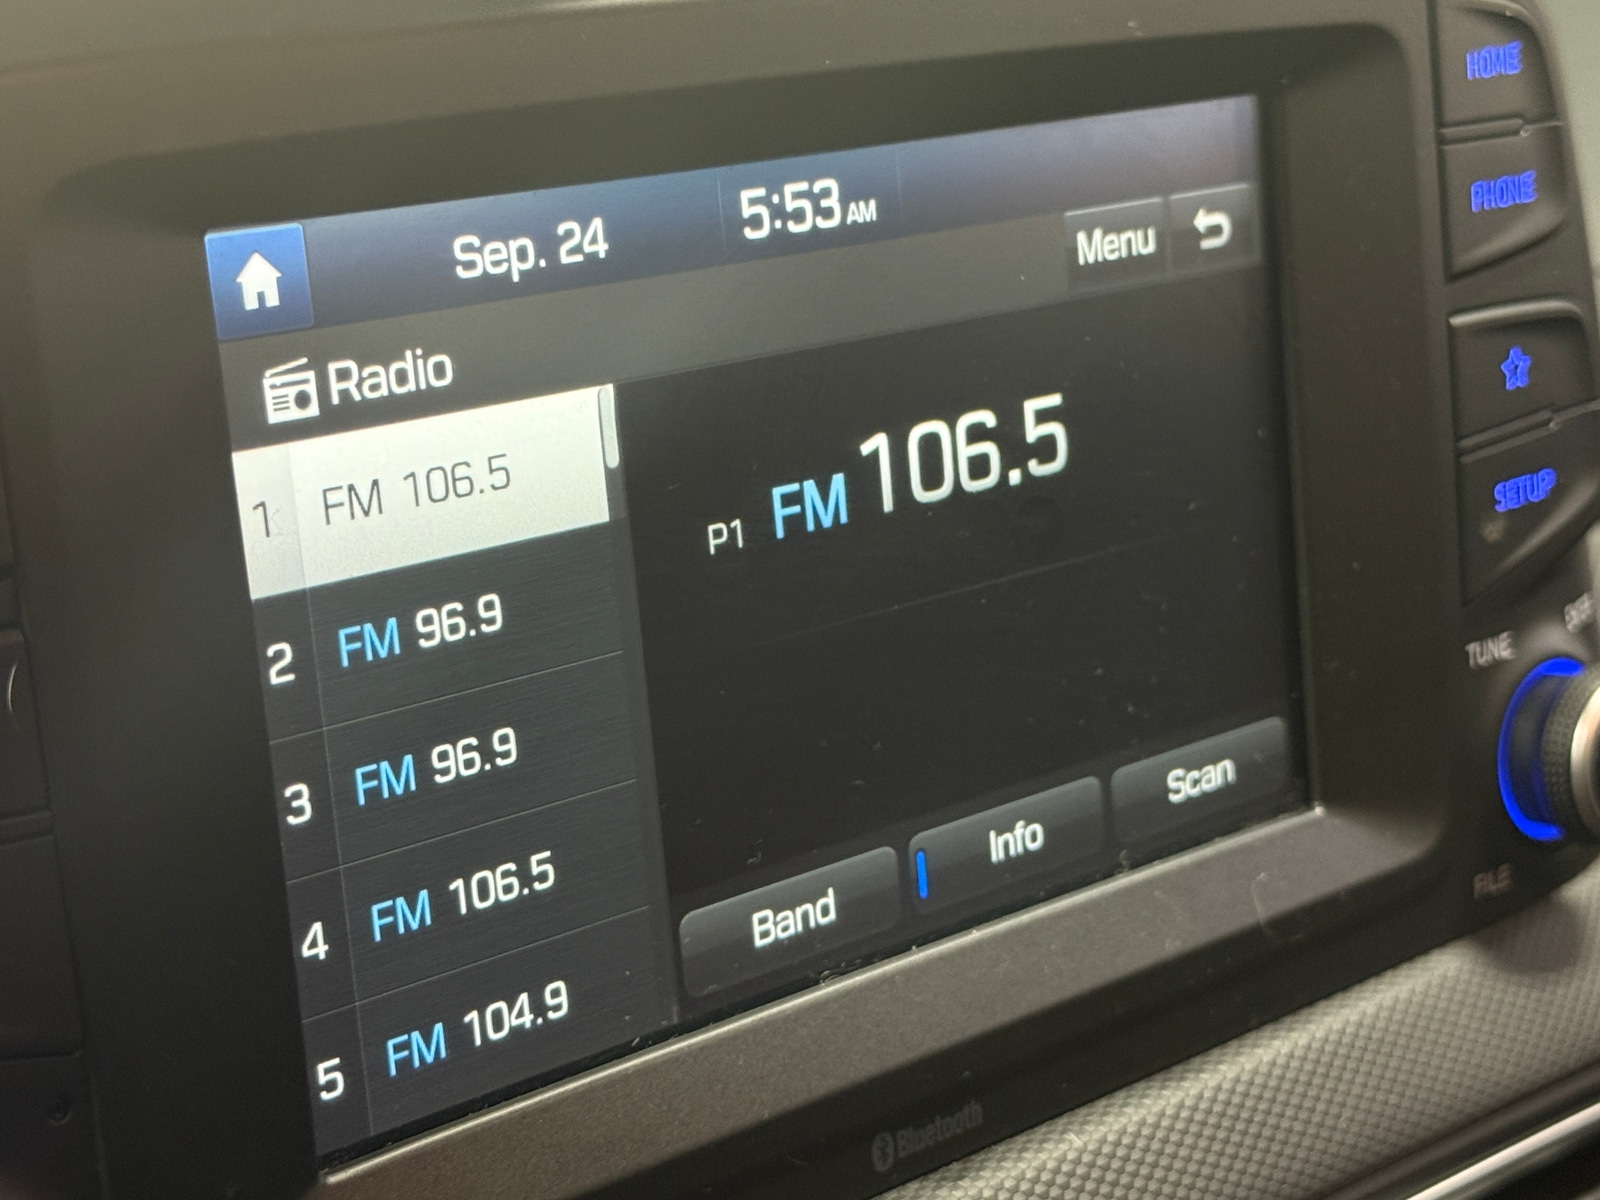 Sep. 24
5:53 AM
Menu
Radio
1 FM 106.5
2 FM 96.9
3 FM 96.9
4 FM 106.5
5 FM 104.9
P1 FM 106.5
Band
Info
Scan
HOME
PHONE
SETUP
TUNE
FILE
Bluetooth